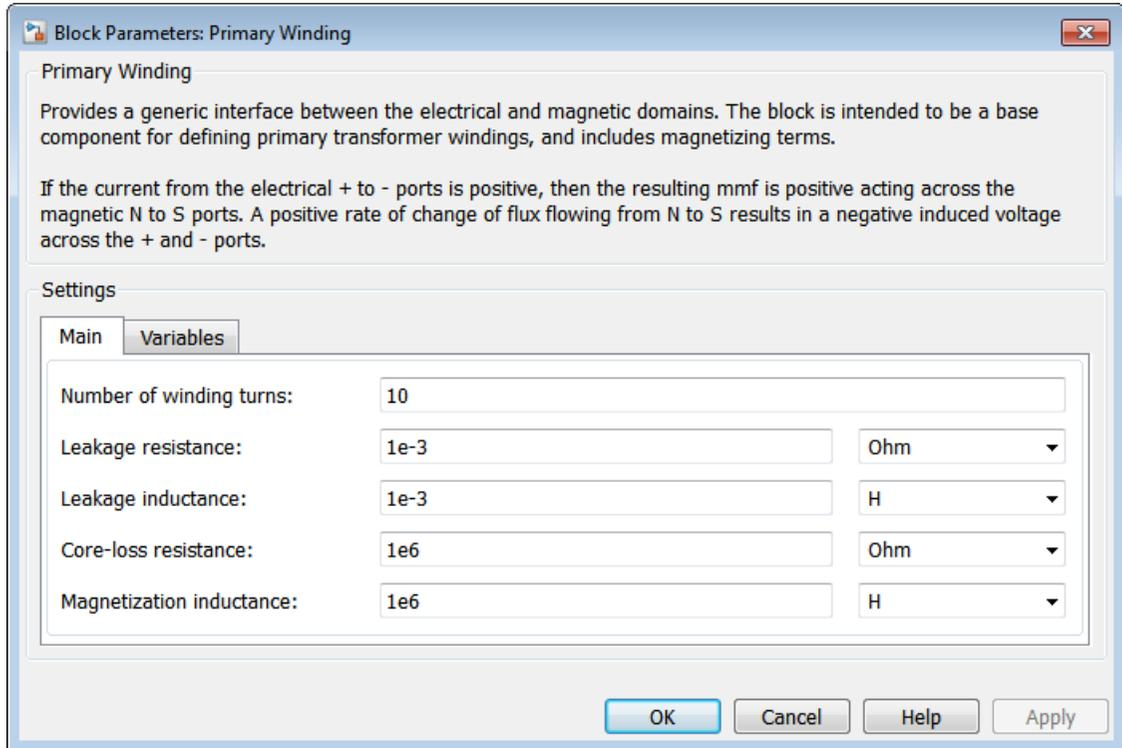 Block Parameters: Primary Winding
Primary Winding
Provides a generic interface between the electrical and magnetic domains. The block is intended to be a base
component for defining primary transformer windings, and includes magnetizing terms.
If the current from the electrical + to - ports is positive, then the resulting mmf is positive acting across the
magnetic N to S ports. A positive rate of change of flux flowing from N to S results in a negative induced voltage
across the + and - ports.
Settings
Main Variables
Number of winding turns: 10
Leakage resistance: 1e-3 Ohm
Leakage inductance: 1e-3 H
Core-loss resistance: 1e6 Ohm
Magnetization inductance: 1e6 H
OK Cancel Help Apply